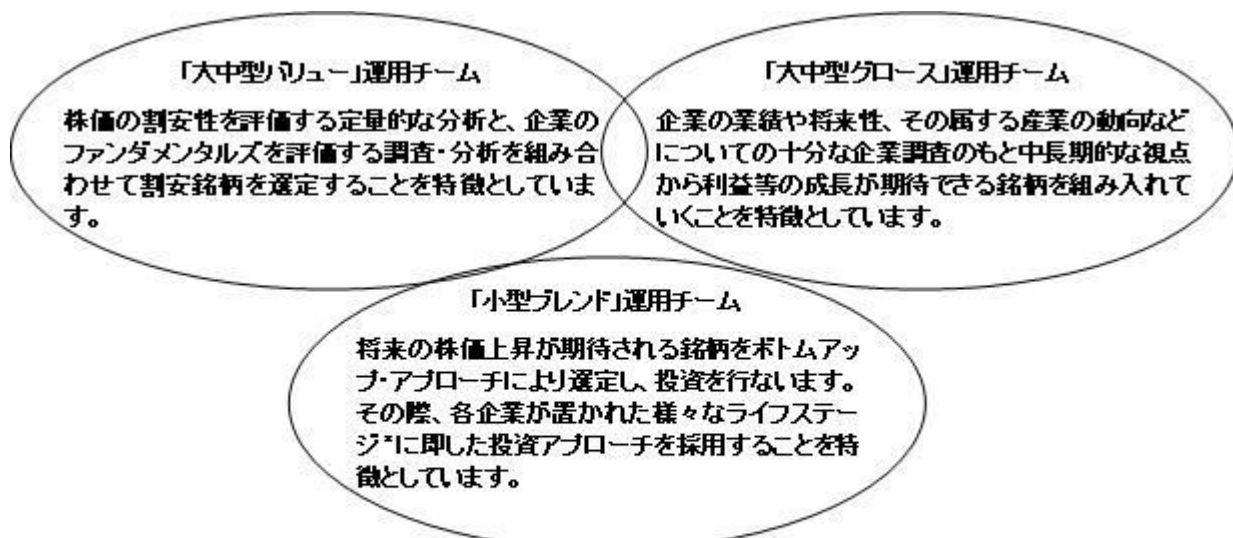 「大中型バリュー」運用チーム
株価の割安性を評価する定量的な分析と、企業の
ファンダメンタルズを評価する調査・分析を組み合
わせて割安銘柄を選定することを特徴としていま
す。
「大中型グロース」運用チーム
企業の業績や将来性、その属する産業の動向など
についての十分な企業調査のもと中長期的な視点
から利益等の成長が期待できる銘柄を組み入れて
いくことを特徴としています。
「小型ブレンド」運用チーム
将来の株価上昇が期待される銘柄をボトムアッ
プ・アプローチにより選定し、投資を行ないます。
その際、各企業が置かれた様々なライフステー
ジ*に即した投資アプローチを採用することを特
徴としています。